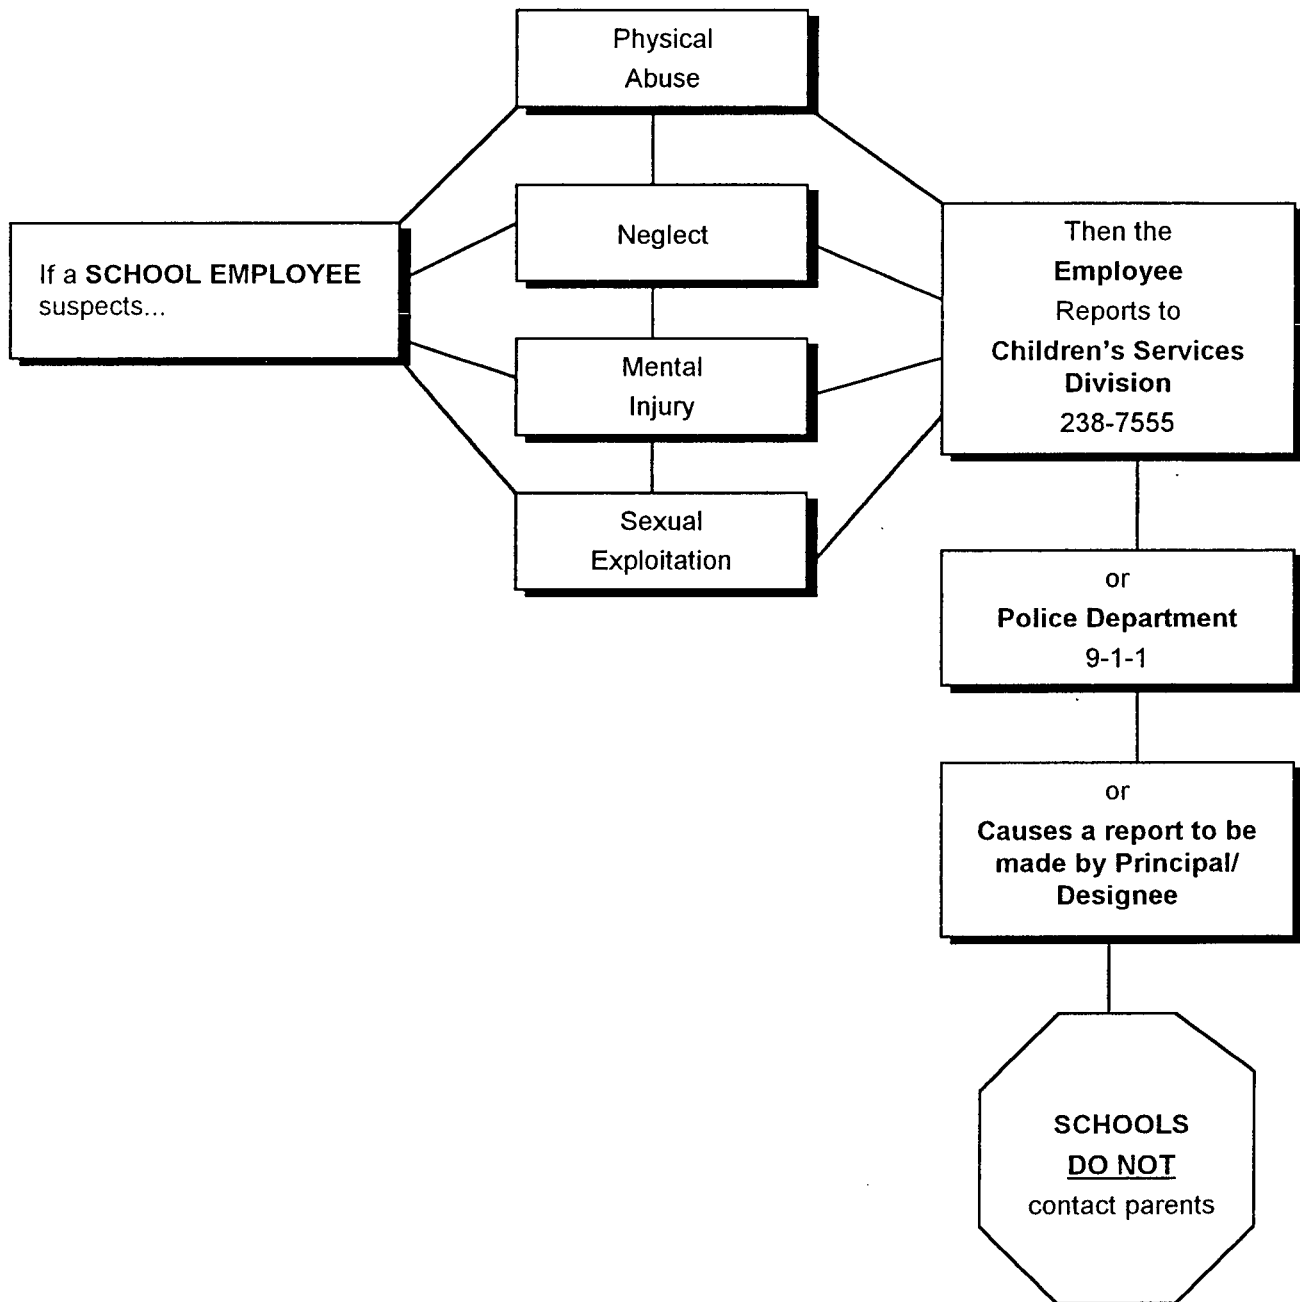 Physical
Abuse
Neglect
If a SCHOOL EMPLOYEE
suspects...
Mental
Injury
Sexual
Exploitation
Then the
Employee
Reports to
Children's Services
Division
238-7555
or
Police Department
9-1-1
or
Causes a report to be
made by Principal/
Designee
SCHOOLS
DO NOT
contact parents